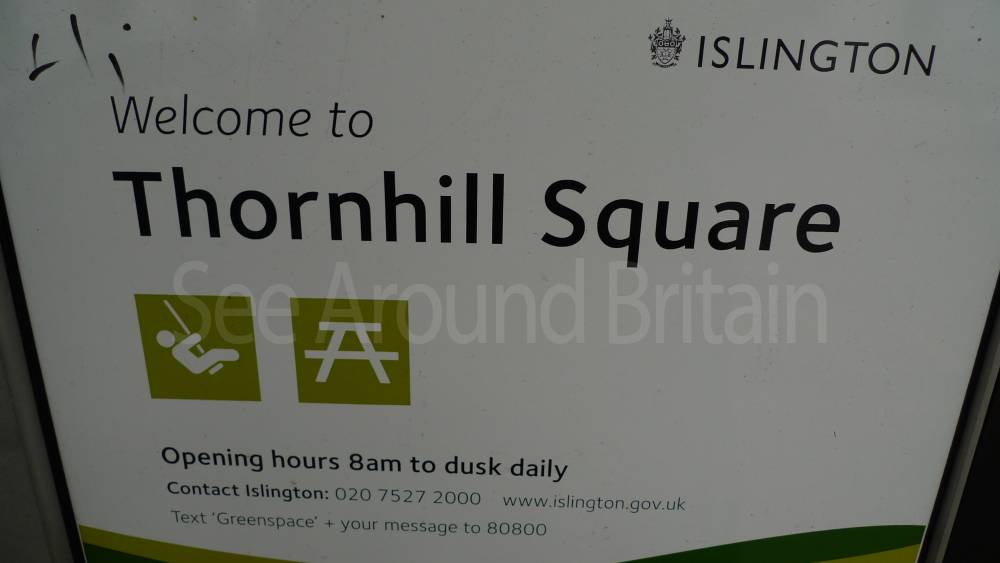 ISLINGTON
Welcome to
Thornhill Square
See Around Britain
Opening hours 8am to dusk daily
Contact Islington: 020 7527 2000 www.islington.gov.uk
Text 'Greenspace' + your message to 80800